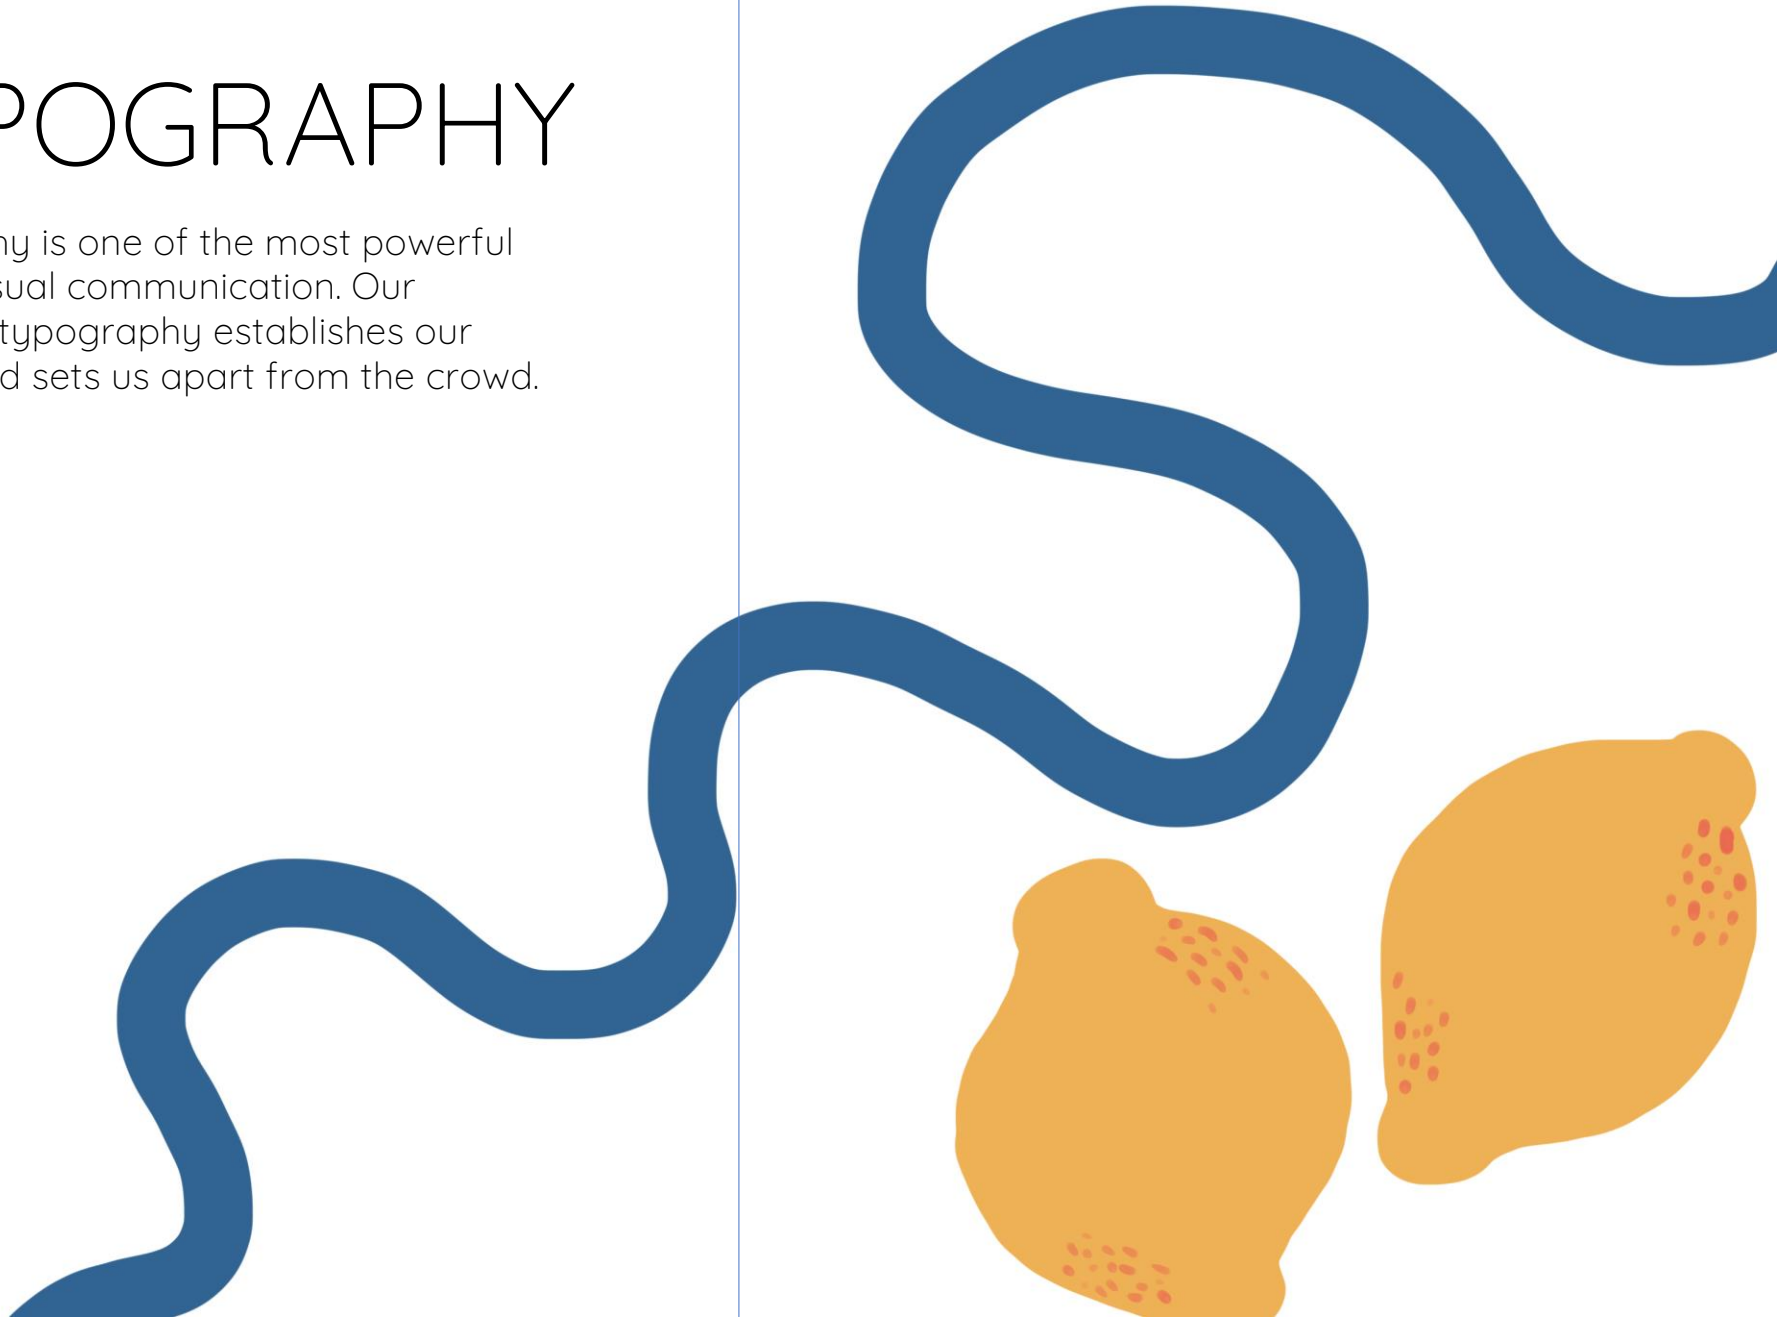 POGRAPHY
hy is one of the most powerful
sual communication. Our
typography establishes our
d sets us apart from the crowd.